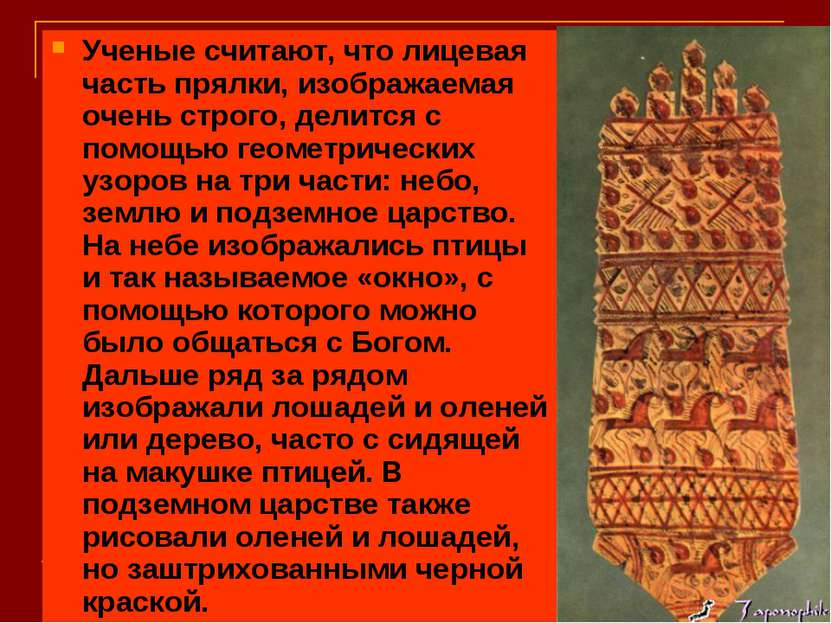 Ученые считают, что лицевая
часть прялки, изображаемая
очень строго, делится с
помощью геометрических
узоров на три части: небо,
землю и подземное царство.
На небе изображались птицы
и так называемое «окно», с
помощью которого можно
было общаться с Богом.
Дальше ряд за рядом
изображали лошадей и оленей
или дерево, часто с сидящей
на макушке птицей. В
подземном царстве также
рисовали оленей и лошадей,
но заштрихованными черной
краской.